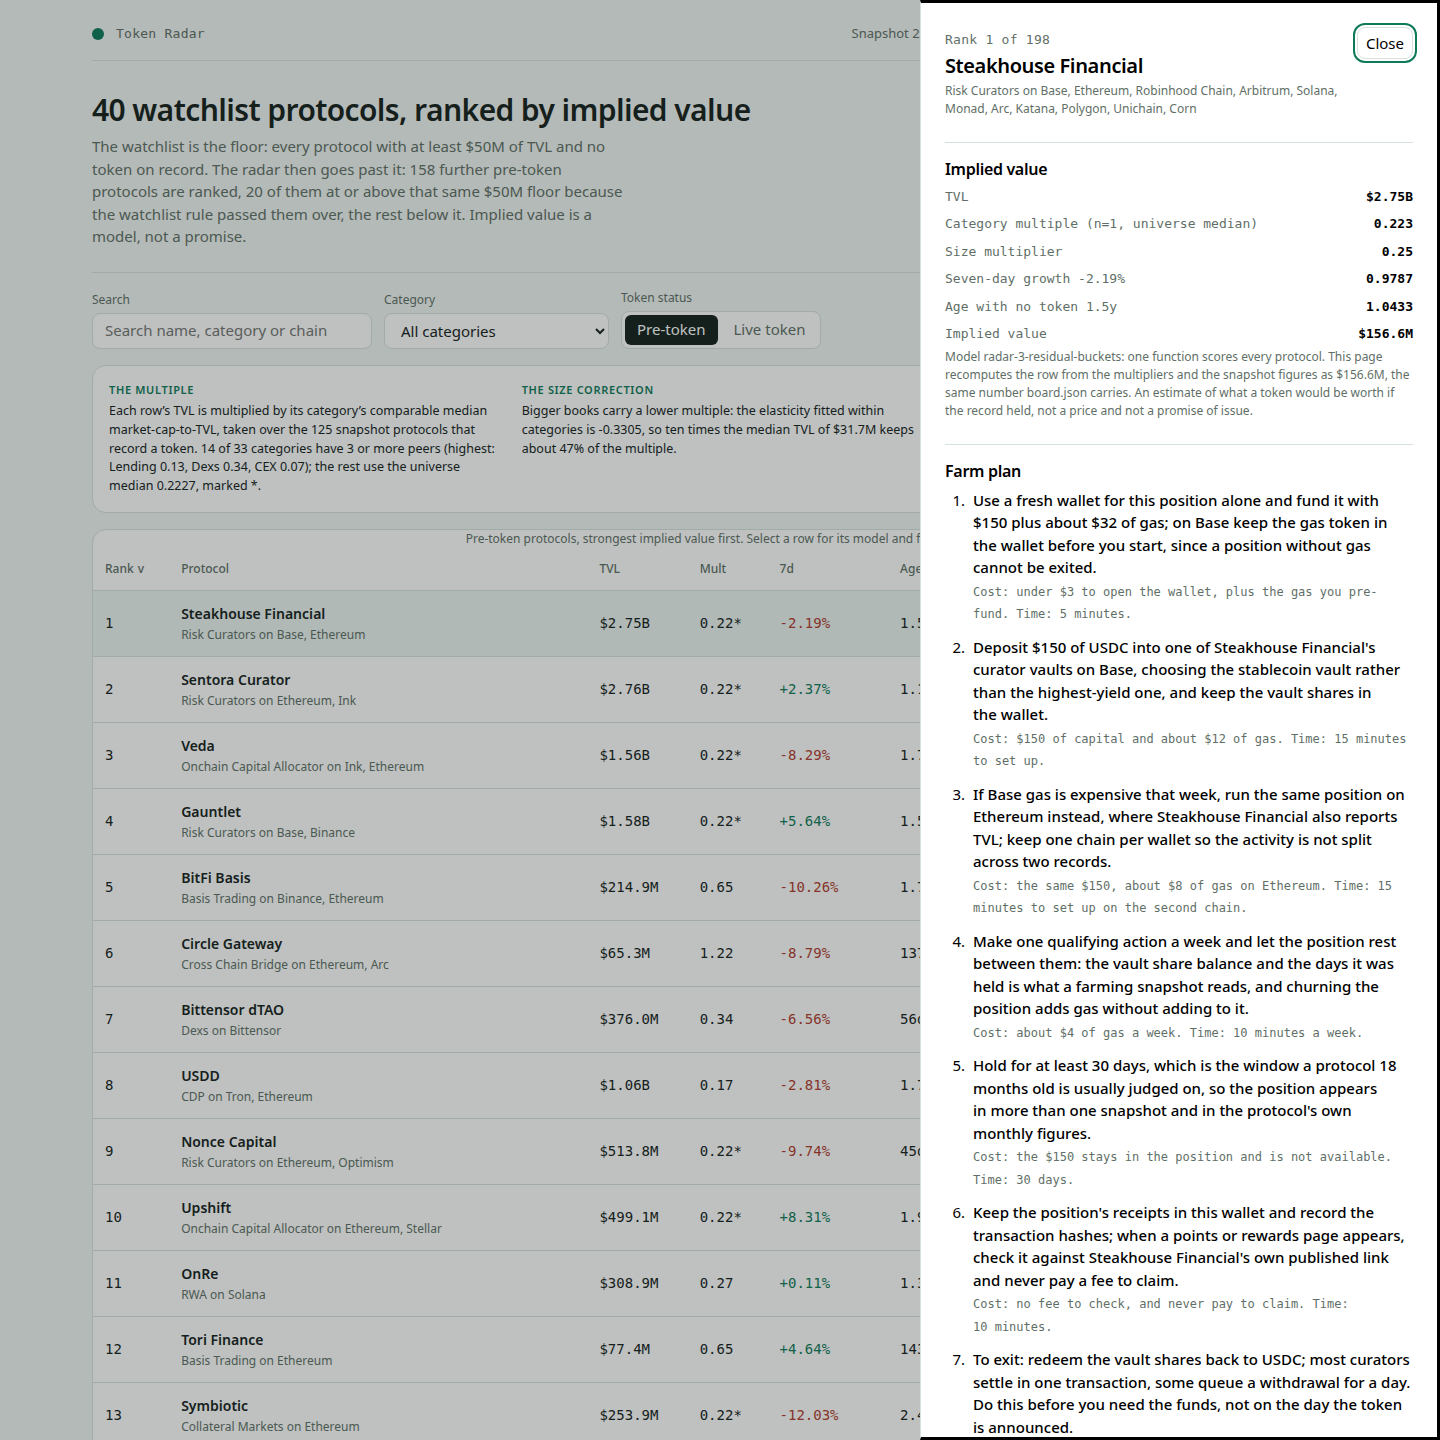 Token Radar
Snapshot 2
40 watchlist protocols, ranked by implied value
The watchlist is the floor: every protocol with at least $50M of TVL and no
token on record. The radar then goes past it: 158 further pre-token
protocols are ranked, 20 of them at or above that same $50M floor because
the watchlist rule passed them over, the rest below it. Implied value is a
model, not a promise.
Search
Category
Token status
Search name, category or chain
All categories
Pre-token
Live token
THE MULTIPLE
Each row's TVL is multiplied by its category's comparable median
market-cap-to-TVL, taken over the 125 snapshot protocols that
record a token. 14 of 33 categories have 3 or more peers (highest:
Lending 0.13, Dexs 0.34, CEX 0.07); the rest use the universe
median 0.2227, marked *.
THE SIZE CORRECTION
Bigger books carry a lower multiple: the elasticity fitted within
categories is -0.3305, so ten times the median TVL of $31.7M keeps
about 47% of the multiple.
Pre-token protocols, strongest implied value first. Select a row for its model and f
Rank v Protocol TVL Mult 7d Age
1 Steakhouse Financial $2.75B 0.22* -2.19% 1.5
Risk Curators on Base, Ethereum
2 Sentora Curator $2.76B 0.22* +2.37% 1.1
Risk Curators on Ethereum, Ink
3 Veda $1.56B 0.22* -8.29% 1.7
Onchain Capital Allocator on Ink, Ethereum
4 Gauntlet $1.58B 0.22* +5.64% 1.5
Risk Curators on Base, Binance
5 BitFi Basis $214.9M 0.65 -10.26% 1.7
Basis Trading on Binance, Ethereum
6 Circle Gateway $65.3M 1.22 -8.79% 137
Cross Chain Bridge on Ethereum, Arc
7 Bittensor dTAO $376.0M 0.34 -6.56% 56d
Dexs on Bittensor
8 USDD $1.06B 0.17 -2.81% 1.7
CDP on Tron, Ethereum
9 Nonce Capital $513.8M 0.22* -9.74% 45d
Risk Curators on Ethereum, Optimism
10 Upshift $499.1M 0.22* +8.31% 1.9
Onchain Capital Allocator on Ethereum, Stellar
11 OnRe $308.9M 0.27 +0.11% 1.3
RWA on Solana
12 Tori Finance $77.4M 0.65 +4.64% 143
Basis Trading on Ethereum
13 Symbiotic $253.9M 0.22* -12.03% 2.4
Collateral Markets on Ethereum
Rank 1 of 198
Close
Steakhouse Financial
Risk Curators on Base, Ethereum, Robinhood Chain, Arbitrum, Solana,
Monad, Arc, Katana, Polygon, Unichain, Corn
Implied value
TVL $2.75B
Category multiple (n=1, universe median) 0.223
Size multiplier 0.25
Seven-day growth -2.19% 0.9787
Age with no token 1.5y 1.0433
Implied value $156.6M
Model radar-3-residual-buckets: one function scores every protocol. This page
recomputes the row from the multipliers and the snapshot figures as $156.6M, the
same number board.json carries. An estimate of what a token would be worth if
the record held, not a price and not a promise of issue.
Farm plan
1. Use a fresh wallet for this position alone and fund it with
$150 plus about $32 of gas; on Base keep the gas token in
the wallet before you start, since a position without gas
cannot be exited.
Cost: under $3 to open the wallet, plus the gas you pre-
fund. Time: 5 minutes.
2. Deposit $150 of USDC into one of Steakhouse Financial's
curator vaults on Base, choosing the stablecoin vault rather
than the highest-yield one, and keep the vault shares in
the wallet.
Cost: $150 of capital and about $12 of gas. Time: 15 minutes
to set up.
3. If Base gas is expensive that week, run the same position on
Ethereum instead, where Steakhouse Financial also reports
TVL; keep one chain per wallet so the activity is not split
across two records.
Cost: the same $150, about $8 of gas on Ethereum. Time: 15
minutes to set up on the second chain.
4. Make one qualifying action a week and let the position rest
between them: the vault share balance and the days it was
held is what a farming snapshot reads, and churning the
position adds gas without adding to it.
Cost: about $4 of gas a week. Time: 10 minutes a week.
5. Hold for at least 30 days, which is the window a protocol 18
months old is usually judged on, so the position appears
in more than one snapshot and in the protocol's own
monthly figures.
Cost: the $150 stays in the position and is not available.
Time: 30 days.
6. Keep the position's receipts in this wallet and record the
transaction hashes; when a points or rewards page appears,
check it against Steakhouse Financial's own published link
and never pay a fee to claim.
Cost: no fee to check, and never pay to claim. Time:
10 minutes.
7. To exit: redeem the vault shares back to USDC; most curators
settle in one transaction, some queue a withdrawal for a day.
Do this before you need the funds, not on the day the token
is announced.